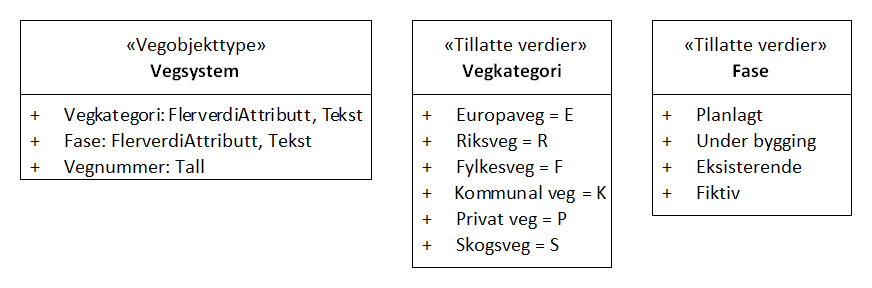 «Vegobjekttype»
Vegsystem
+ Vegkategori: FlerverdiAttributt, Tekst
+ Fase: FlerverdiAttributt, Tekst
+ Vegnummer: Tall
«Tillatte verdier»
Vegkategori
+ Europaveg = E
+ Riksveg = R
+ Fylkesveg = F
+ Kommunal veg = K
+ Privat veg = P
+ Skogsveg = S
«Tillatte verdier»
Fase
+ Planlagt
+ Under bygging
+ Eksisterende
+ Fiktiv